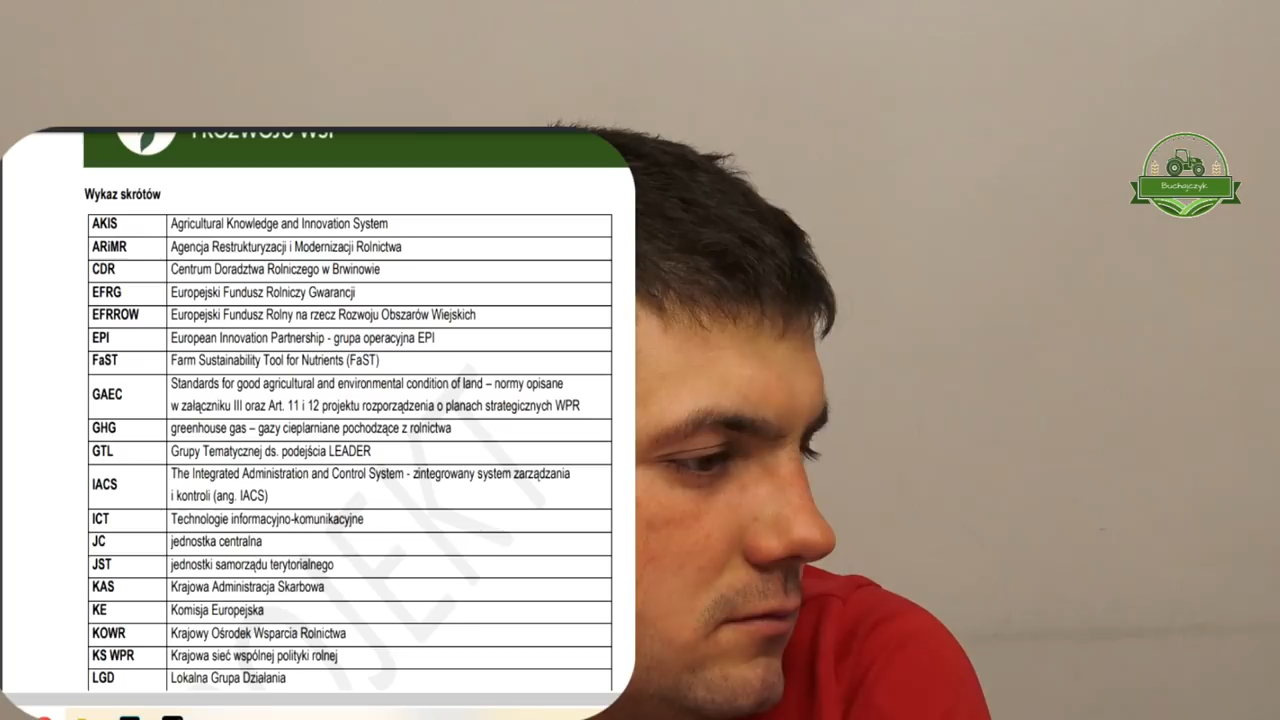 I ROZWOJU WSI
Wykaz skrótów
AKIS Agricultural Knowledge and Innovation System
ARiMR Agencja Restrukturyzacji i Modernizacji Rolnictwa
CDR Centrum Doradztwa Rolniczego w Brwinowie
EFRG Europejski Fundusz Rolniczy Gwarancji
EFRROW Europejski Fundusz Rolny na rzecz Rozwoju Obszarów Wiejskich
EPI European Innovation Partnership - grupa operacyjna EPI
FaST Farm Sustainability Tool for Nutrients (FaST)
GAEC Standards for good agricultural and environmental condition of land – normy opisane
w załączniku III oraz Art. 11 i 12 projektu rozporządzenia o planach strategicznych WPR
GHG greenhouse gas – gazy cieplarniane pochodzące z rolnictwa
GTL Grupy Tematycznej ds. podejścia LEADER
IACS The Integrated Administration and Control System - zintegrowany system zarządzania
i kontroli (ang. IACS)
ICT Technologie informacyjno-komunikacyjne
JC jednostka centralna
JST jednostki samorządu terytorialnego
KAS Krajowa Administracja Skarbowa
KE Komisja Europejska
KOWR Krajowy Ośrodek Wsparcia Rolnictwa
KS WPR Krajowa sieć wspólnej polityki rolnej
LGD Lokalna Grupa Działania
Buchajczyk